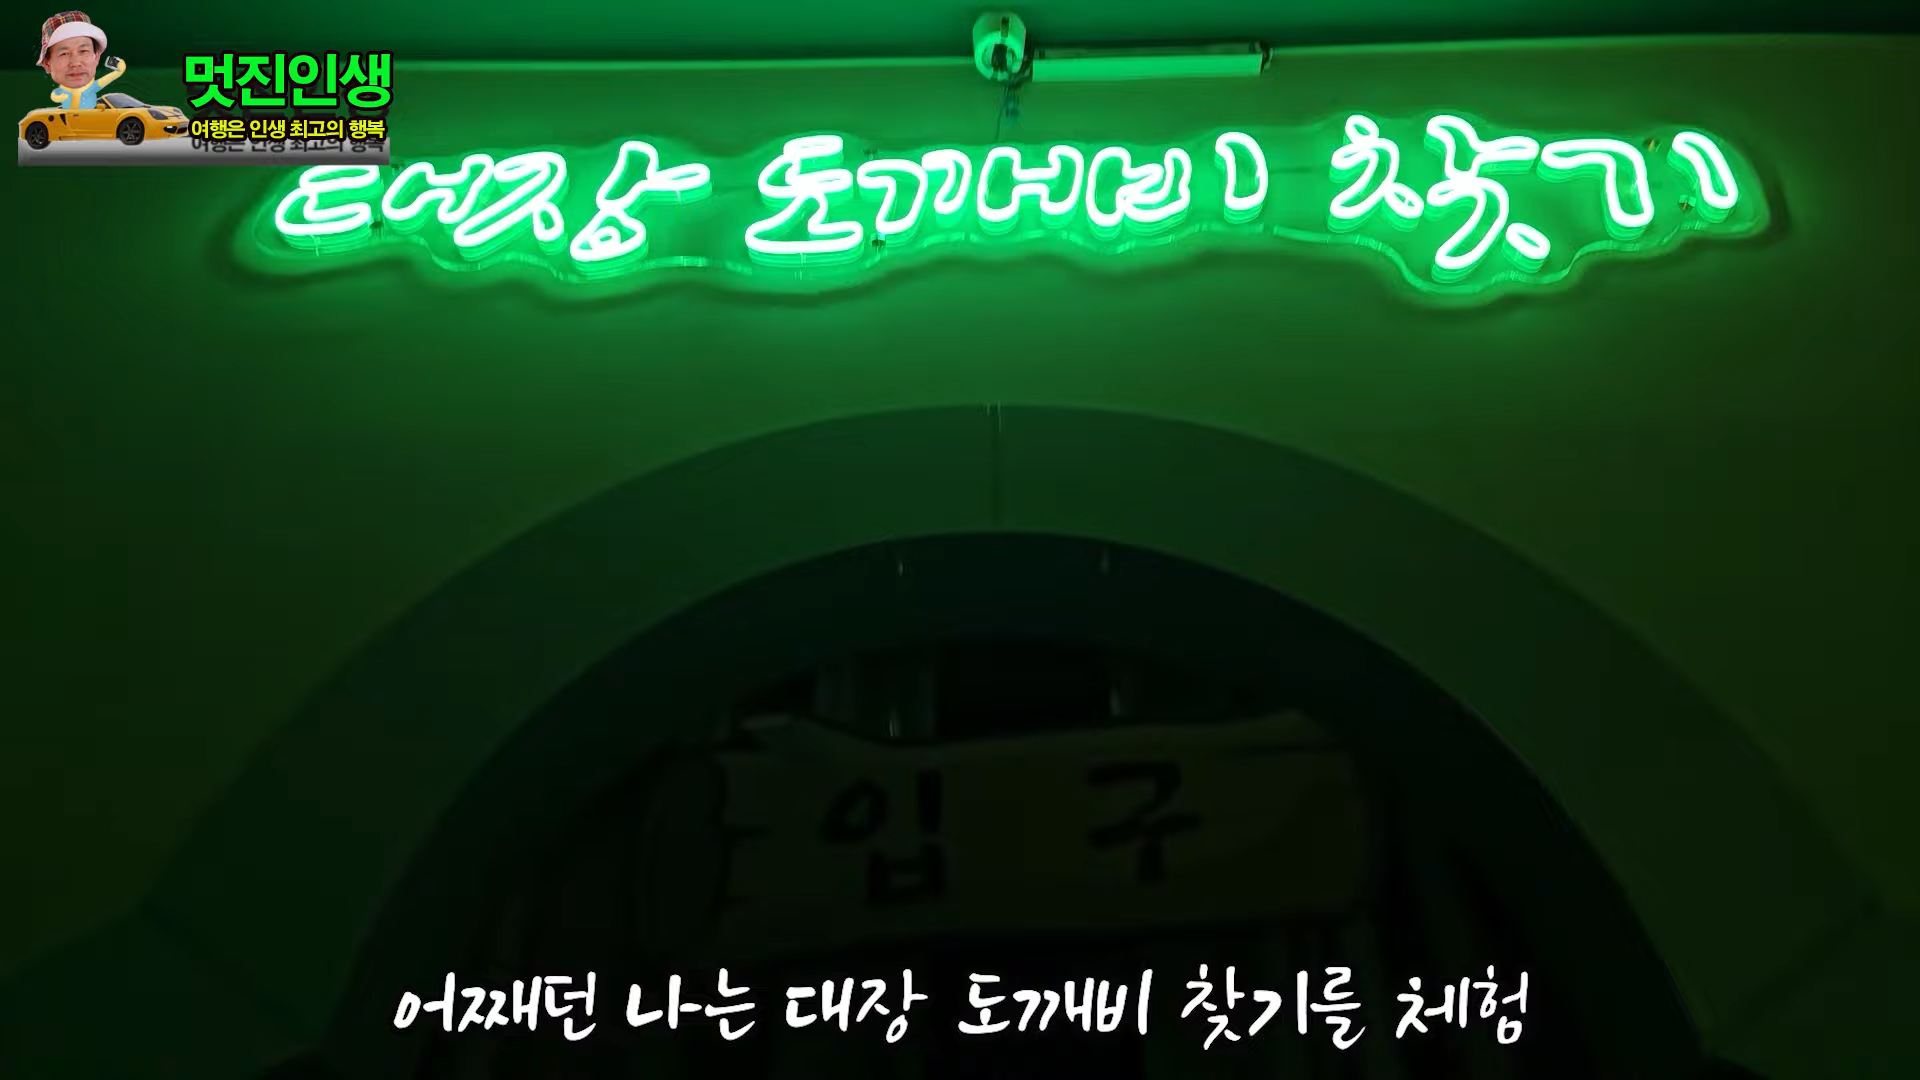 멋진인생
여행은 인생 최고의 행복
대장 도깨비 찾기
입 구
어째던 나는 대장 도깨비 찾기를 체험